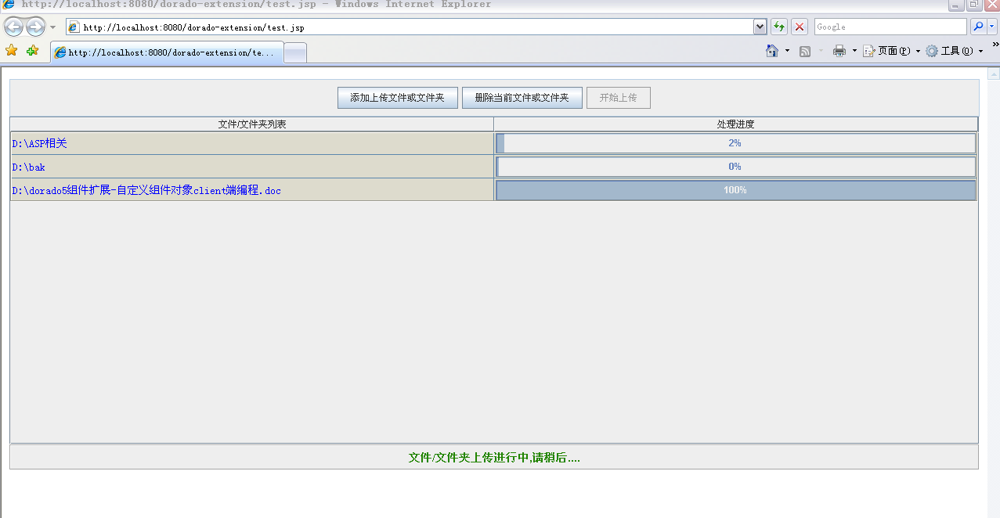 http://localhost:8080/dorado-extension/test.jsp - Windows Internet Explorer
http://localhost:8080/dorado-extension/test.jsp
Google
http://localhost:8080/dorado-extension/te...
页面(P)
工具(O)
添加上传文件或文件夹 删除当前文件或文件夹 开始上传
文件/文件夹列表 处理进度
D:\ASP相关 2%
D:\bak 0%
D:\dorado5组件扩展-自定义组件对象client端编程.doc 100%
文件/文件夹上传进行中,请稍后....